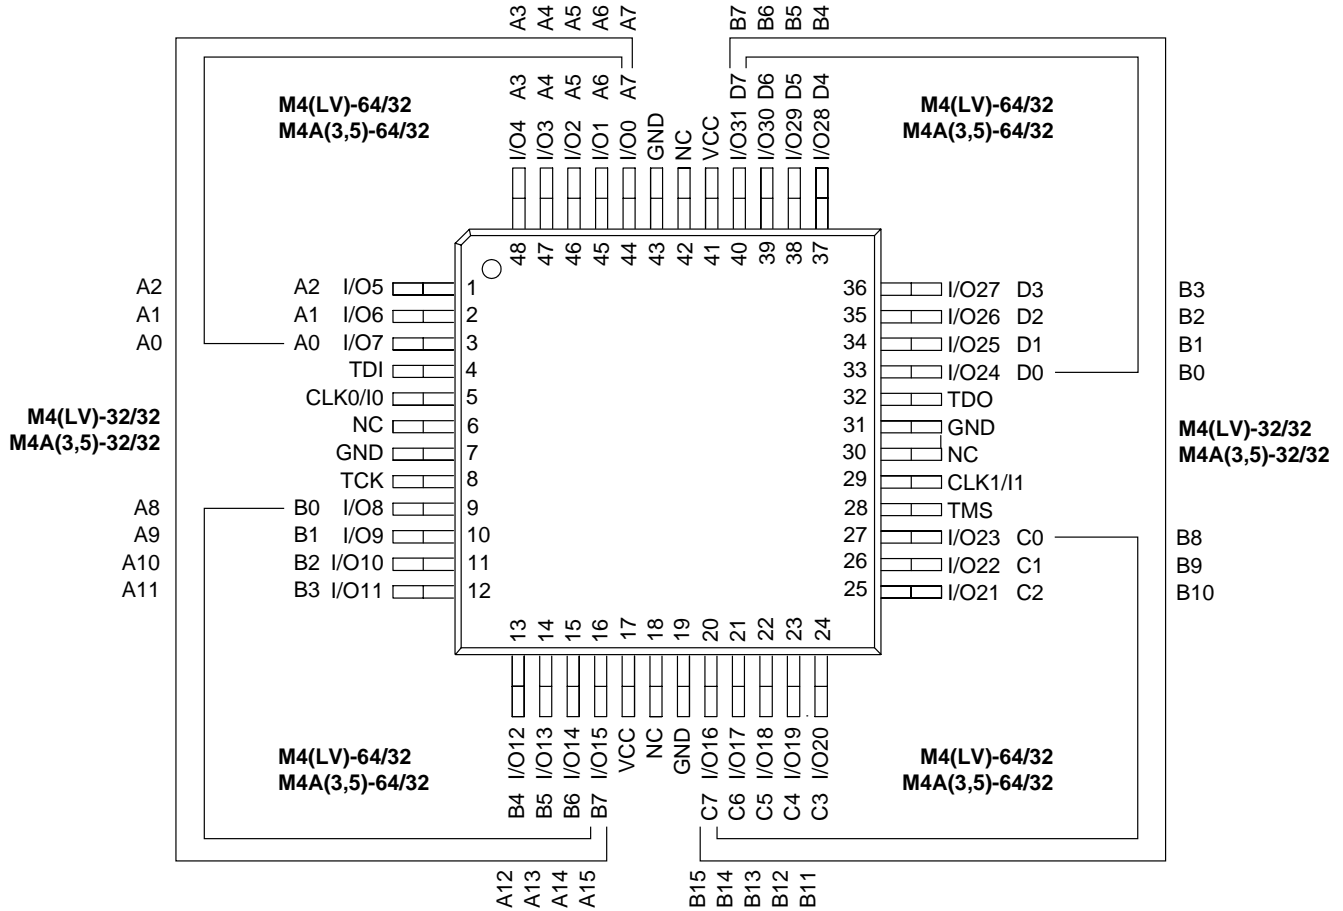 A3 A4 A5 A6 A7 B7 B6 B5 B4
M4(LV)-64/32
M4A(3,5)-64/32
A3 A4 A5 A6 A7 D7 D6 D5 D4
M4(LV)-64/32
M4A(3,5)-64/32
I/O4 I/O3 I/O2 I/O1 I/O0 GND NC VCC I/O31 I/O30 I/O29 I/O28
48 47 46 45 44 43 42 41 40 39 38 37
A2 A2 I/O5 1 36 I/O27 D3 B3
A1 A1 I/O6 2 35 I/O26 D2 B2
A0 A0 I/O7 3 34 I/O25 D1 B1
TDI 4 33 I/O24 D0 B0
CLK0/I0 5 32 TDO
M4(LV)-32/32
M4A(3,5)-32/32
NC 6 31 GND
GND 7 30 NC
M4(LV)-32/32
M4A(3,5)-32/32
TCK 8 29 CLK1/I1
A8 B0 I/O8 9 28 TMS
A9 B1 I/O9 10 27 I/O23 C0 B8
A10 B2 I/O10 11 26 I/O22 C1 B9
A11 B3 I/O11 12 25 I/O21 C2 B10
13 14 15 16 17 18 19 20 21 22 23 24
I/O12 I/O13 I/O14 I/O15 VCC NC GND I/O16 I/O17 I/O18 I/O19 I/O20
M4(LV)-64/32
M4A(3,5)-64/32
M4(LV)-64/32
M4A(3,5)-64/32
B4 B5 B6 B7 C7 C6 C5 C4 C3
A12 A13 A14 A15 B15 B14 B13 B12 B11